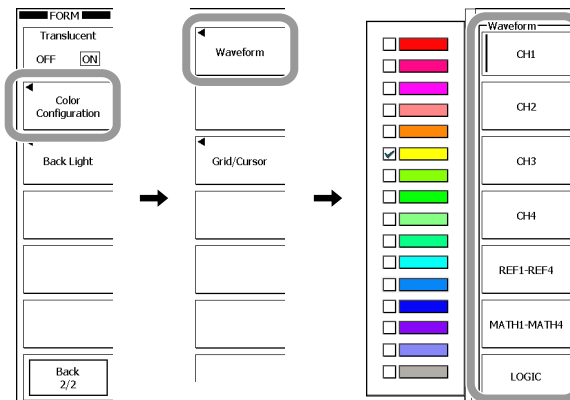 FORM
Translucent
OFF ON
Color
Configuration
Back Light
Back
2/2
Waveform
Grid/Cursor
Waveform
CH1
CH2
CH3
CH4
REF1-REF4
MATH1-MATH4
LOGIC